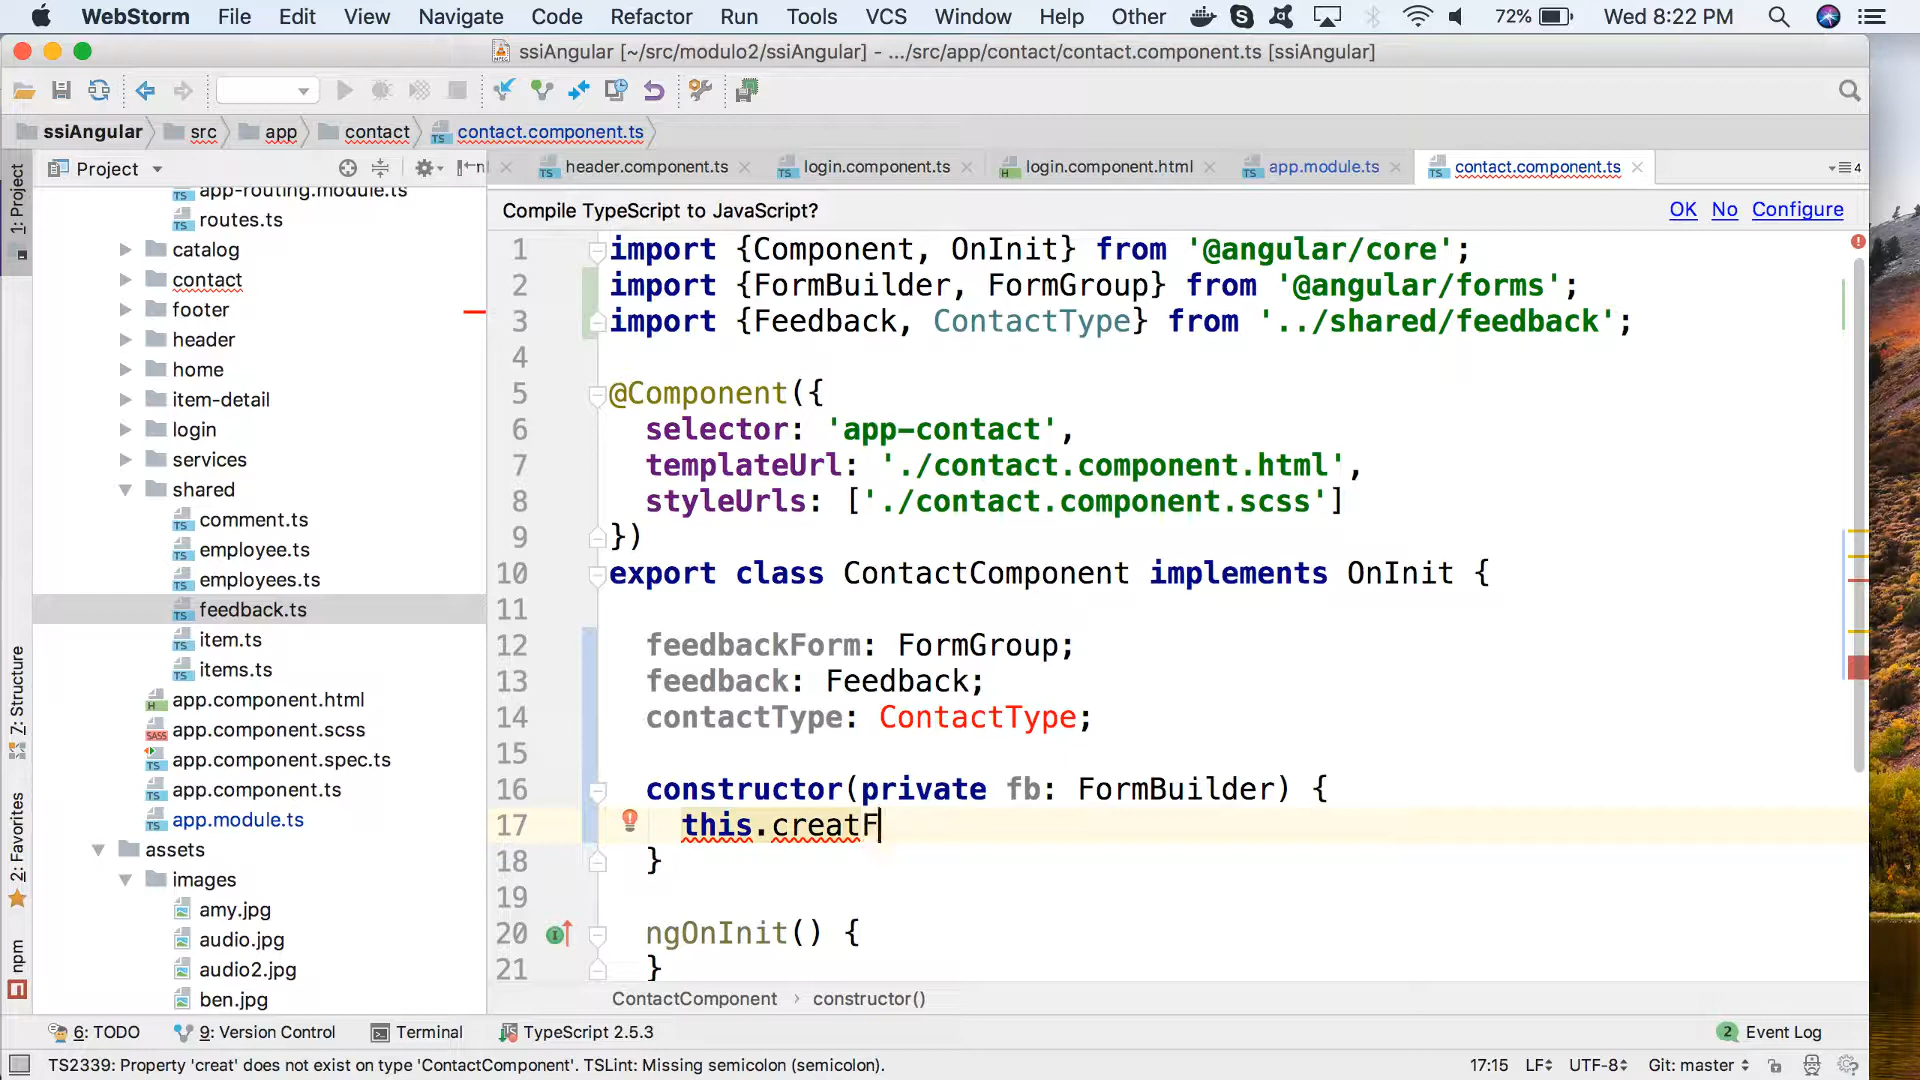 WebStorm File Edit View Navigate Code Refactor Run Tools VCS Window Help Other 72% Wed 8:22 PM
ssiAngular [~/src/modulo2/ssiAngular] - .../src/app/contact/contact.component.ts [ssiAngular]
ssiAngular src app contact contact.component.ts
Project header.component.ts login.component.ts login.component.html app.module.ts contact.component.ts 4
Compile TypeScript to JavaScript? OK No Configure
1: Project
7: Structure
2: Favorites
npm
app-routing.module.ts
routes.ts
catalog
contact
footer
header
home
item-detail
login
services
shared
comment.ts
employee.ts
employees.ts
feedback.ts
item.ts
items.ts
app.component.html
app.component.scss
app.component.spec.ts
app.component.ts
app.module.ts
assets
images
amy.jpg
audio.jpg
audio2.jpg
ben.jpg
1 import {Component, OnInit} from '@angular/core';
2 import {FormBuilder, FormGroup} from '@angular/forms';
3 import {Feedback, ContactType} from '../shared/feedback';
4
5 @Component({
6 selector: 'app-contact',
7 templateUrl: './contact.component.html',
8 styleUrls: ['./contact.component.scss']
9 })
10 export class ContactComponent implements OnInit {
11
12 feedbackForm: FormGroup;
13 feedback: Feedback;
14 contactType: ContactType;
15
16 constructor(private fb: FormBuilder) {
17 this.creatF
18 }
19
20 ngOnInit() {
21 }
ContactComponent › constructor()
6: TODO 9: Version Control Terminal TypeScript 2.5.3 2 Event Log
TS2339: Property 'creat' does not exist on type 'ContactComponent'. TSLint: Missing semicolon (semicolon). 17:15 LF UTF-8 Git: master